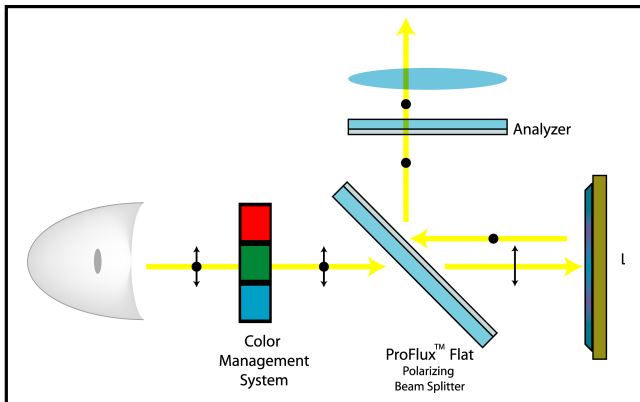 Analyzer
Color
Management
System
ProFlux™ Flat
Polarizing
Beam Splitter